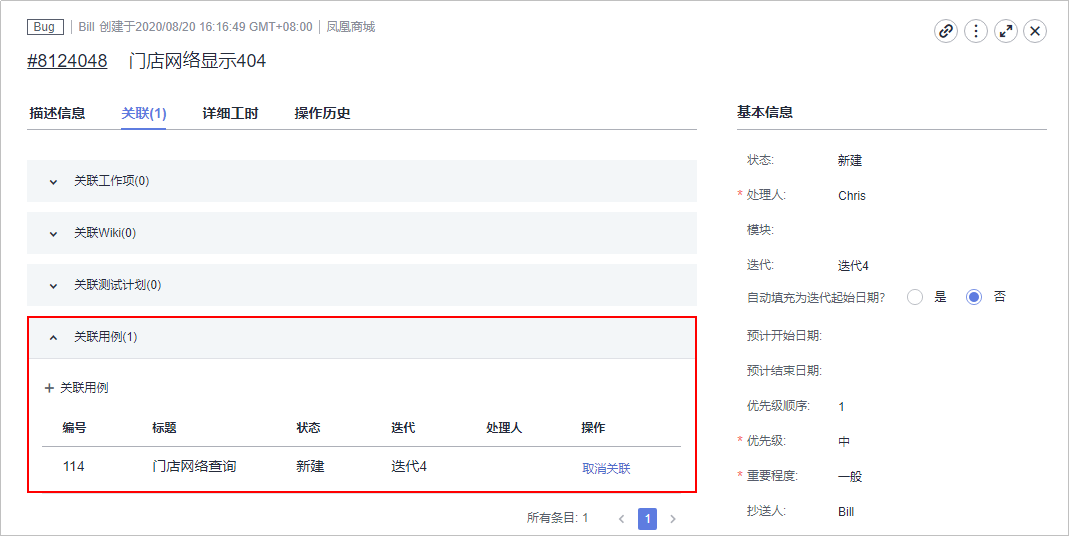 Bug Bill 创建于2020/08/20 16:16:49 GMT+08:00 凤凰商城
#8124048 门店网络显示404
描述信息 关联(1) 详细工时 操作历史
关联工作项(0)
关联Wiki(0)
关联测试计划(0)
关联用例(1)
+ 关联用例
编号 标题 状态 迭代 处理人 操作
114 门店网络查询 新建 迭代4 取消关联
所有条目: 1 < 1 >
基本信息
状态: 新建
* 处理人: Chris
模块:
迭代: 迭代4
自动填充为迭代起始日期? 是 否
预计开始日期:
预计结束日期:
优先级顺序: 1
* 优先级: 中
* 重要程度: 一般
抄送人: Bill